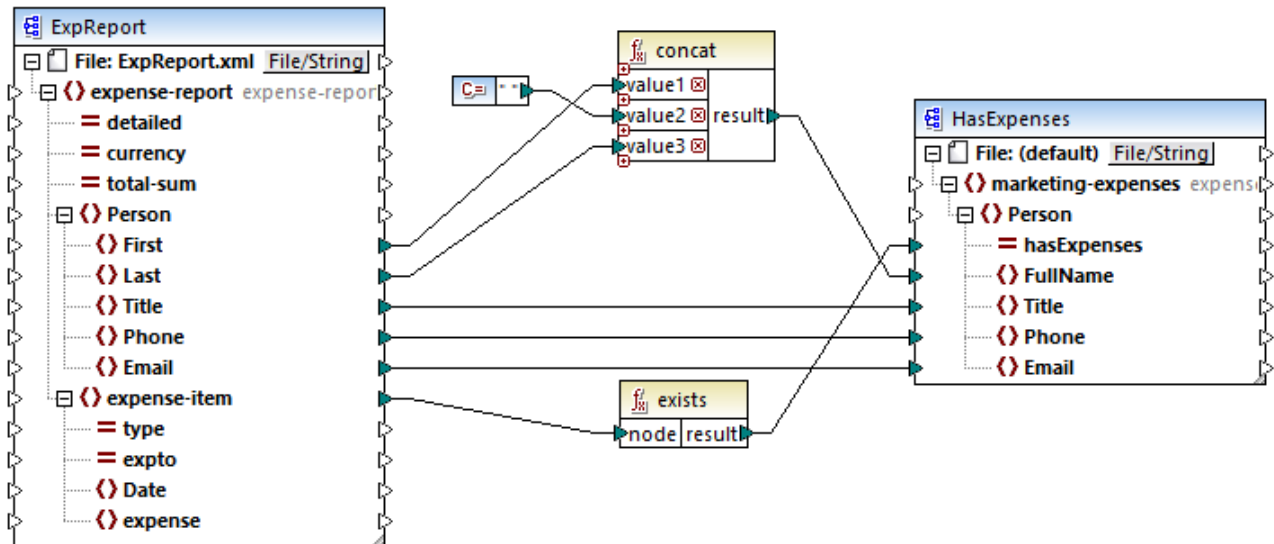 ExpReport
File: ExpReport.xml File/String
expense-report expense-repor
detailed
currency
total-sum
Person
First
Last
Title
Phone
Email
expense-item
type
expto
Date
expense
C= " "
concat
value1
value2 result
value3
exists
node result
HasExpenses
File: (default) File/String
marketing-expenses expens
Person
hasExpenses
FullName
Title
Phone
Email